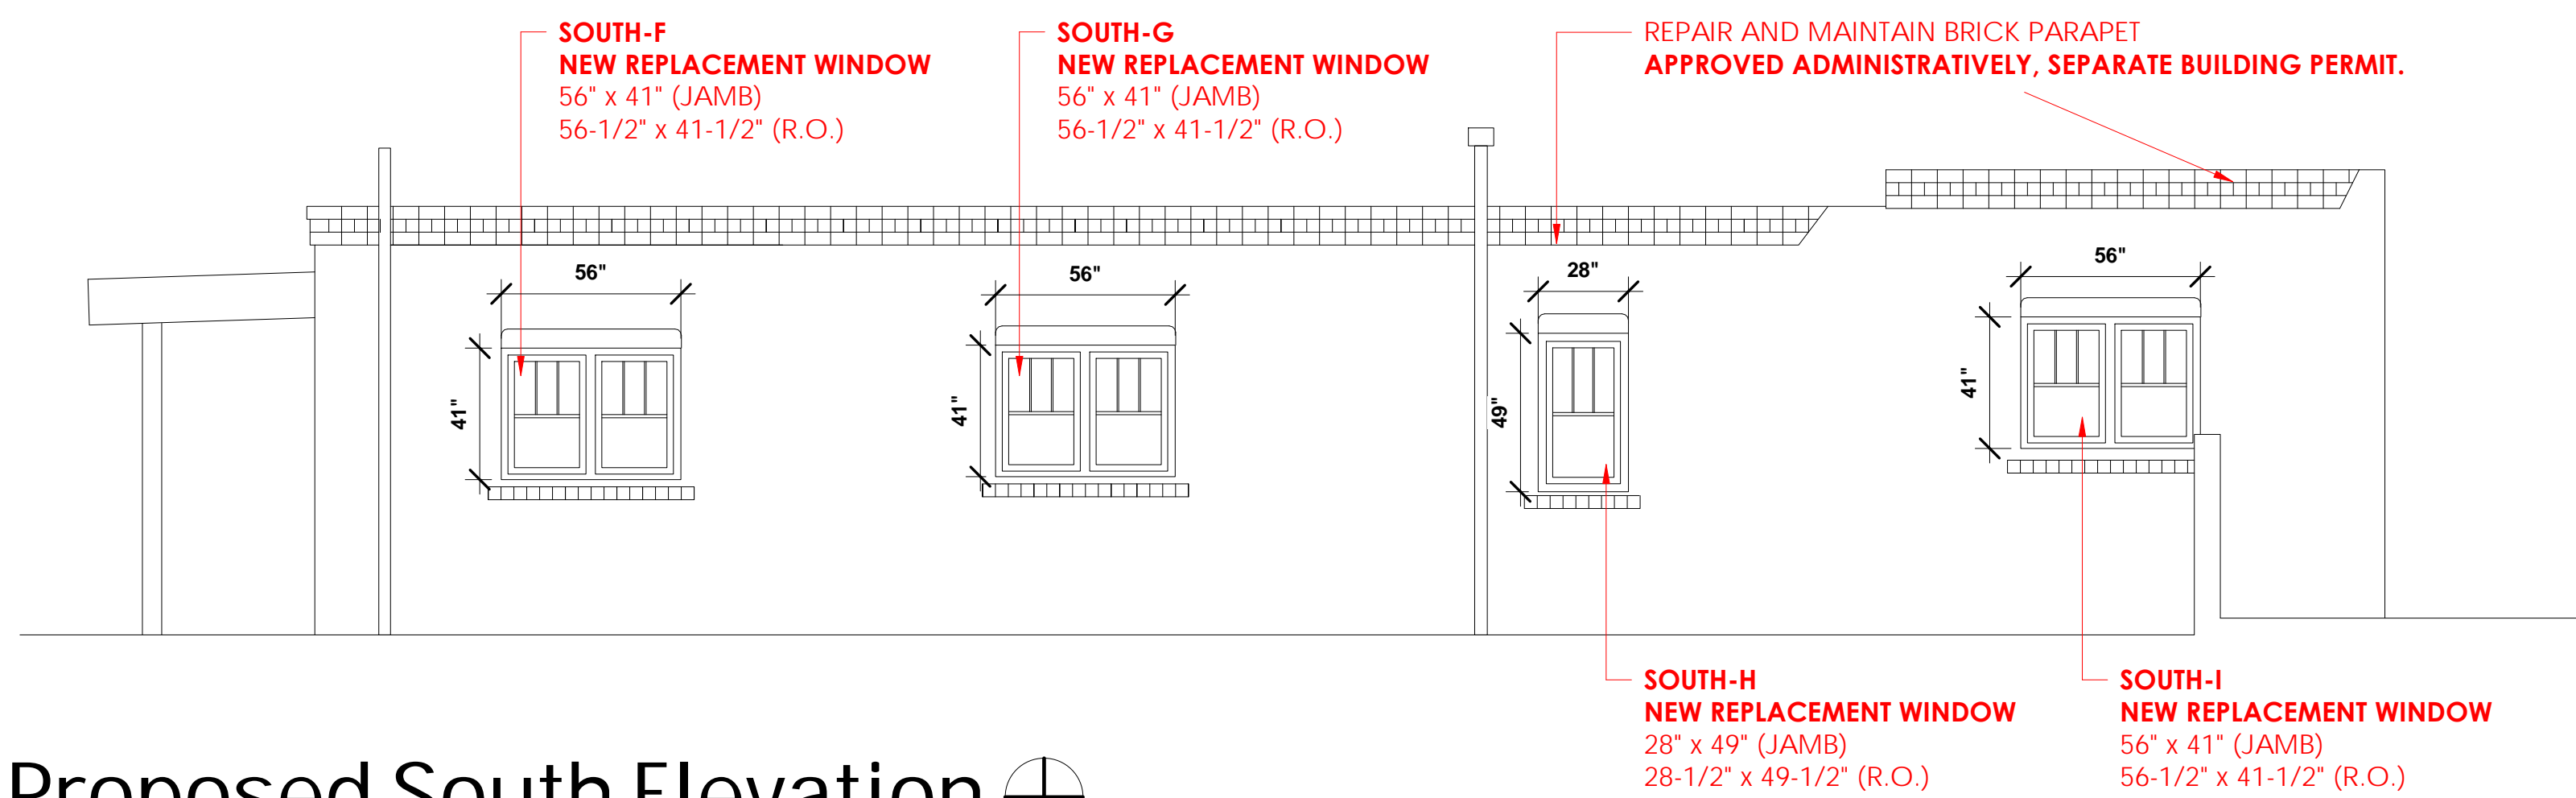 SOUTH-F
NEW REPLACEMENT WINDOW
56" x 41" (JAMB)
56-1/2" x 41-1/2" (R.O.)
SOUTH-G
NEW REPLACEMENT WINDOW
56" x 41" (JAMB)
56-1/2" x 41-1/2" (R.O.)
REPAIR AND MAINTAIN BRICK PARAPET
APPROVED ADMINISTRATIVELY, SEPARATE BUILDING PERMIT.
56"
41"
56"
41"
28"
49"
56"
41"
SOUTH-H
NEW REPLACEMENT WINDOW
28" x 49" (JAMB)
28-1/2" x 49-1/2" (R.O.)
SOUTH-I
NEW REPLACEMENT WINDOW
56" x 41" (JAMB)
56-1/2" x 41-1/2" (R.O.)
Proposed South Elevation